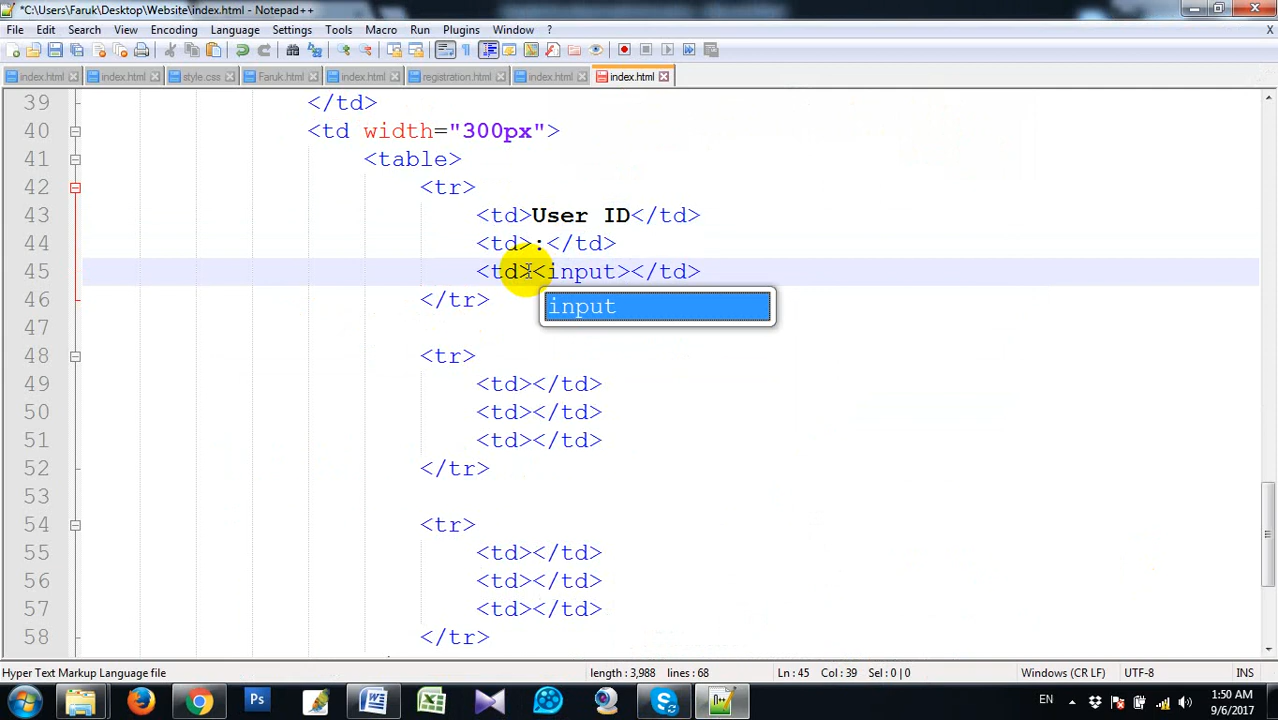 *C:\Users\Faruk\Desktop\Website\index.html - Notepad++
File Edit Search View Encoding Language Settings Tools Macro Run Plugins Window ? X
index.html index.html style.css Faruk.html index.html registration.html index.html index.html
39 </td>
40 <td width="300px">
41 <table>
42 <tr>
43 <td>User ID</td>
44 <td>:</td>
45 <td><input></td>
46 </tr>
input
47
48 <tr>
49 <td></td>
50 <td></td>
51 <td></td>
52 </tr>
53
54 <tr>
55 <td></td>
56 <td></td>
57 <td></td>
58 </tr>
Hyper Text Markup Language file length : 3,988 lines : 68 Ln : 45 Col : 39 Sel : 0 | 0 Windows (CR LF) UTF-8 INS
Ps EN 1:50 AM
9/6/2017